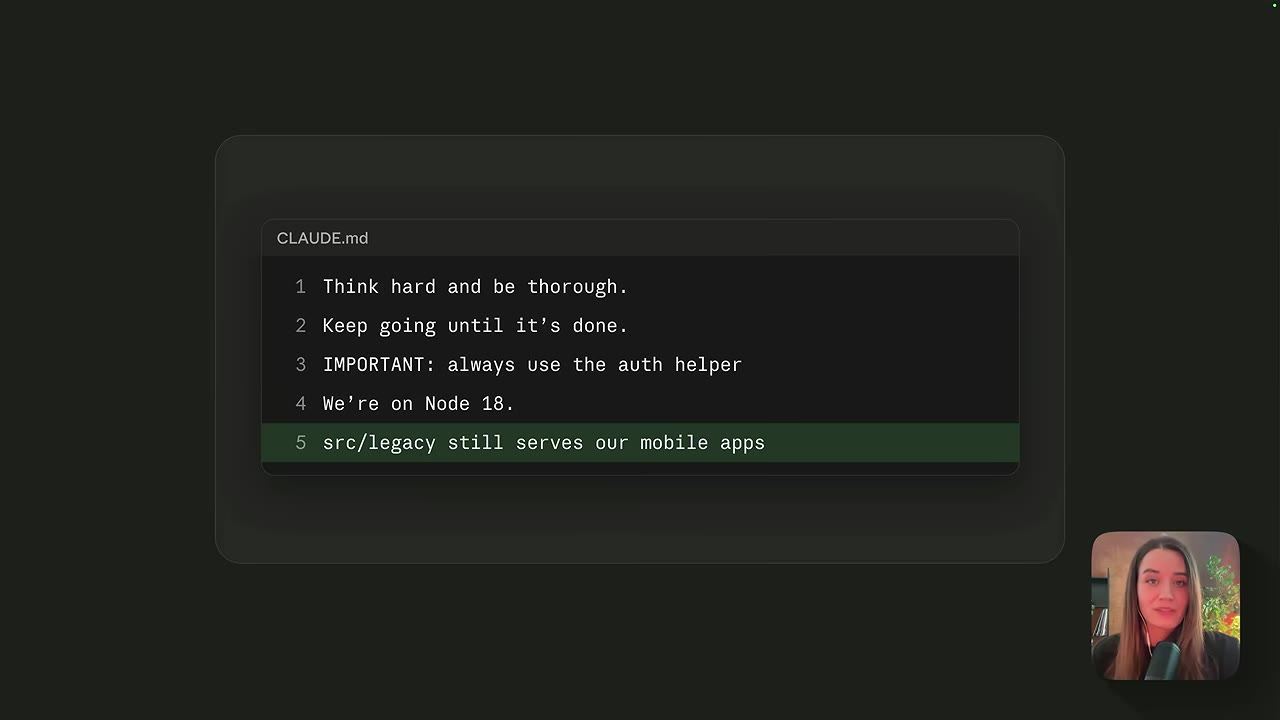 CLAUDE.md
1 Think hard and be thorough.
2 Keep going until it’s done.
3 IMPORTANT: always use the auth helper
4 We’re on Node 18.
5 src/legacy still serves our mobile apps